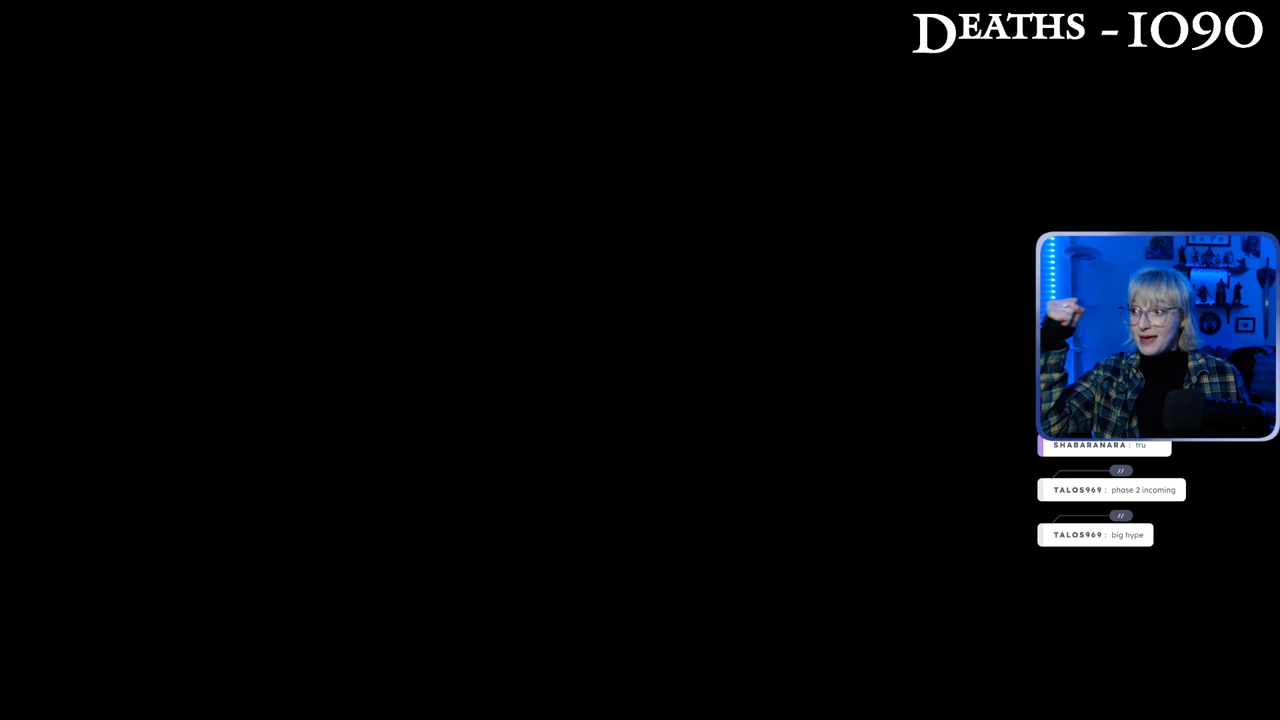 DEATHS - 1090
SHABARANARA : tru
//
TALOS969 : phase 2 incoming
//
TALOS969 : big hype